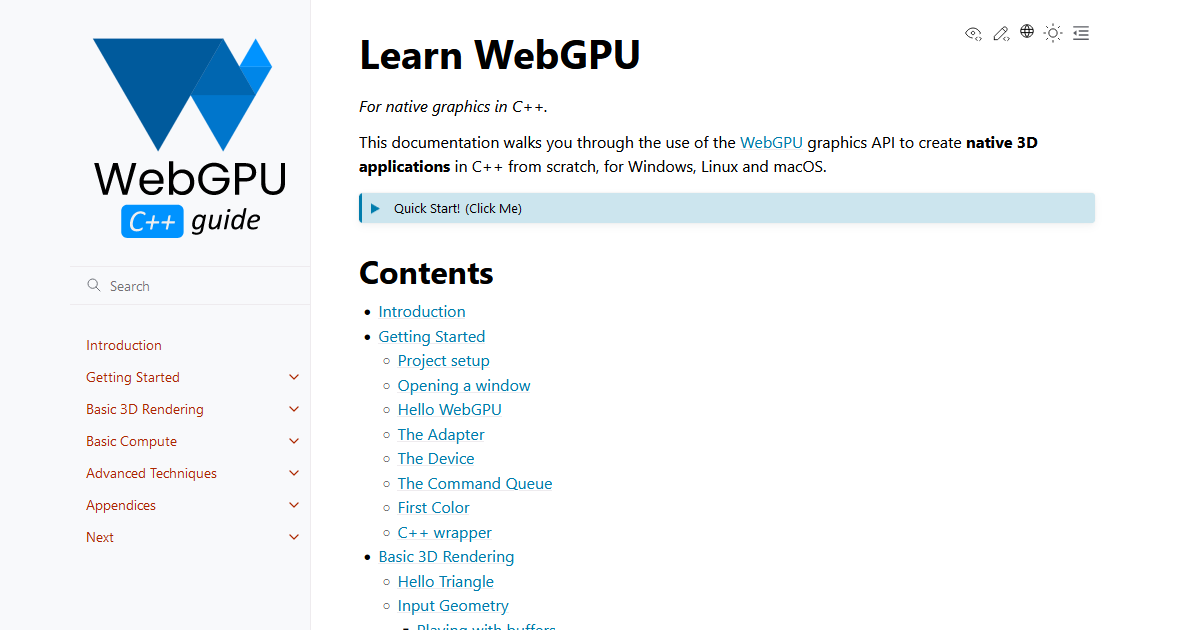 WebGPU
C++ guide
Search
Introduction
Getting Started
Basic 3D Rendering
Basic Compute
Advanced Techniques
Appendices
Next
Learn WebGPU
For native graphics in C++.
This documentation walks you through the use of the WebGPU graphics API to create native 3D
applications in C++ from scratch, for Windows, Linux and macOS.
Quick Start! (Click Me)
Contents
Introduction
Getting Started
Project setup
Opening a window
Hello WebGPU
The Adapter
The Device
The Command Queue
First Color
C++ wrapper
Basic 3D Rendering
Hello Triangle
Input Geometry
Playing with buffers